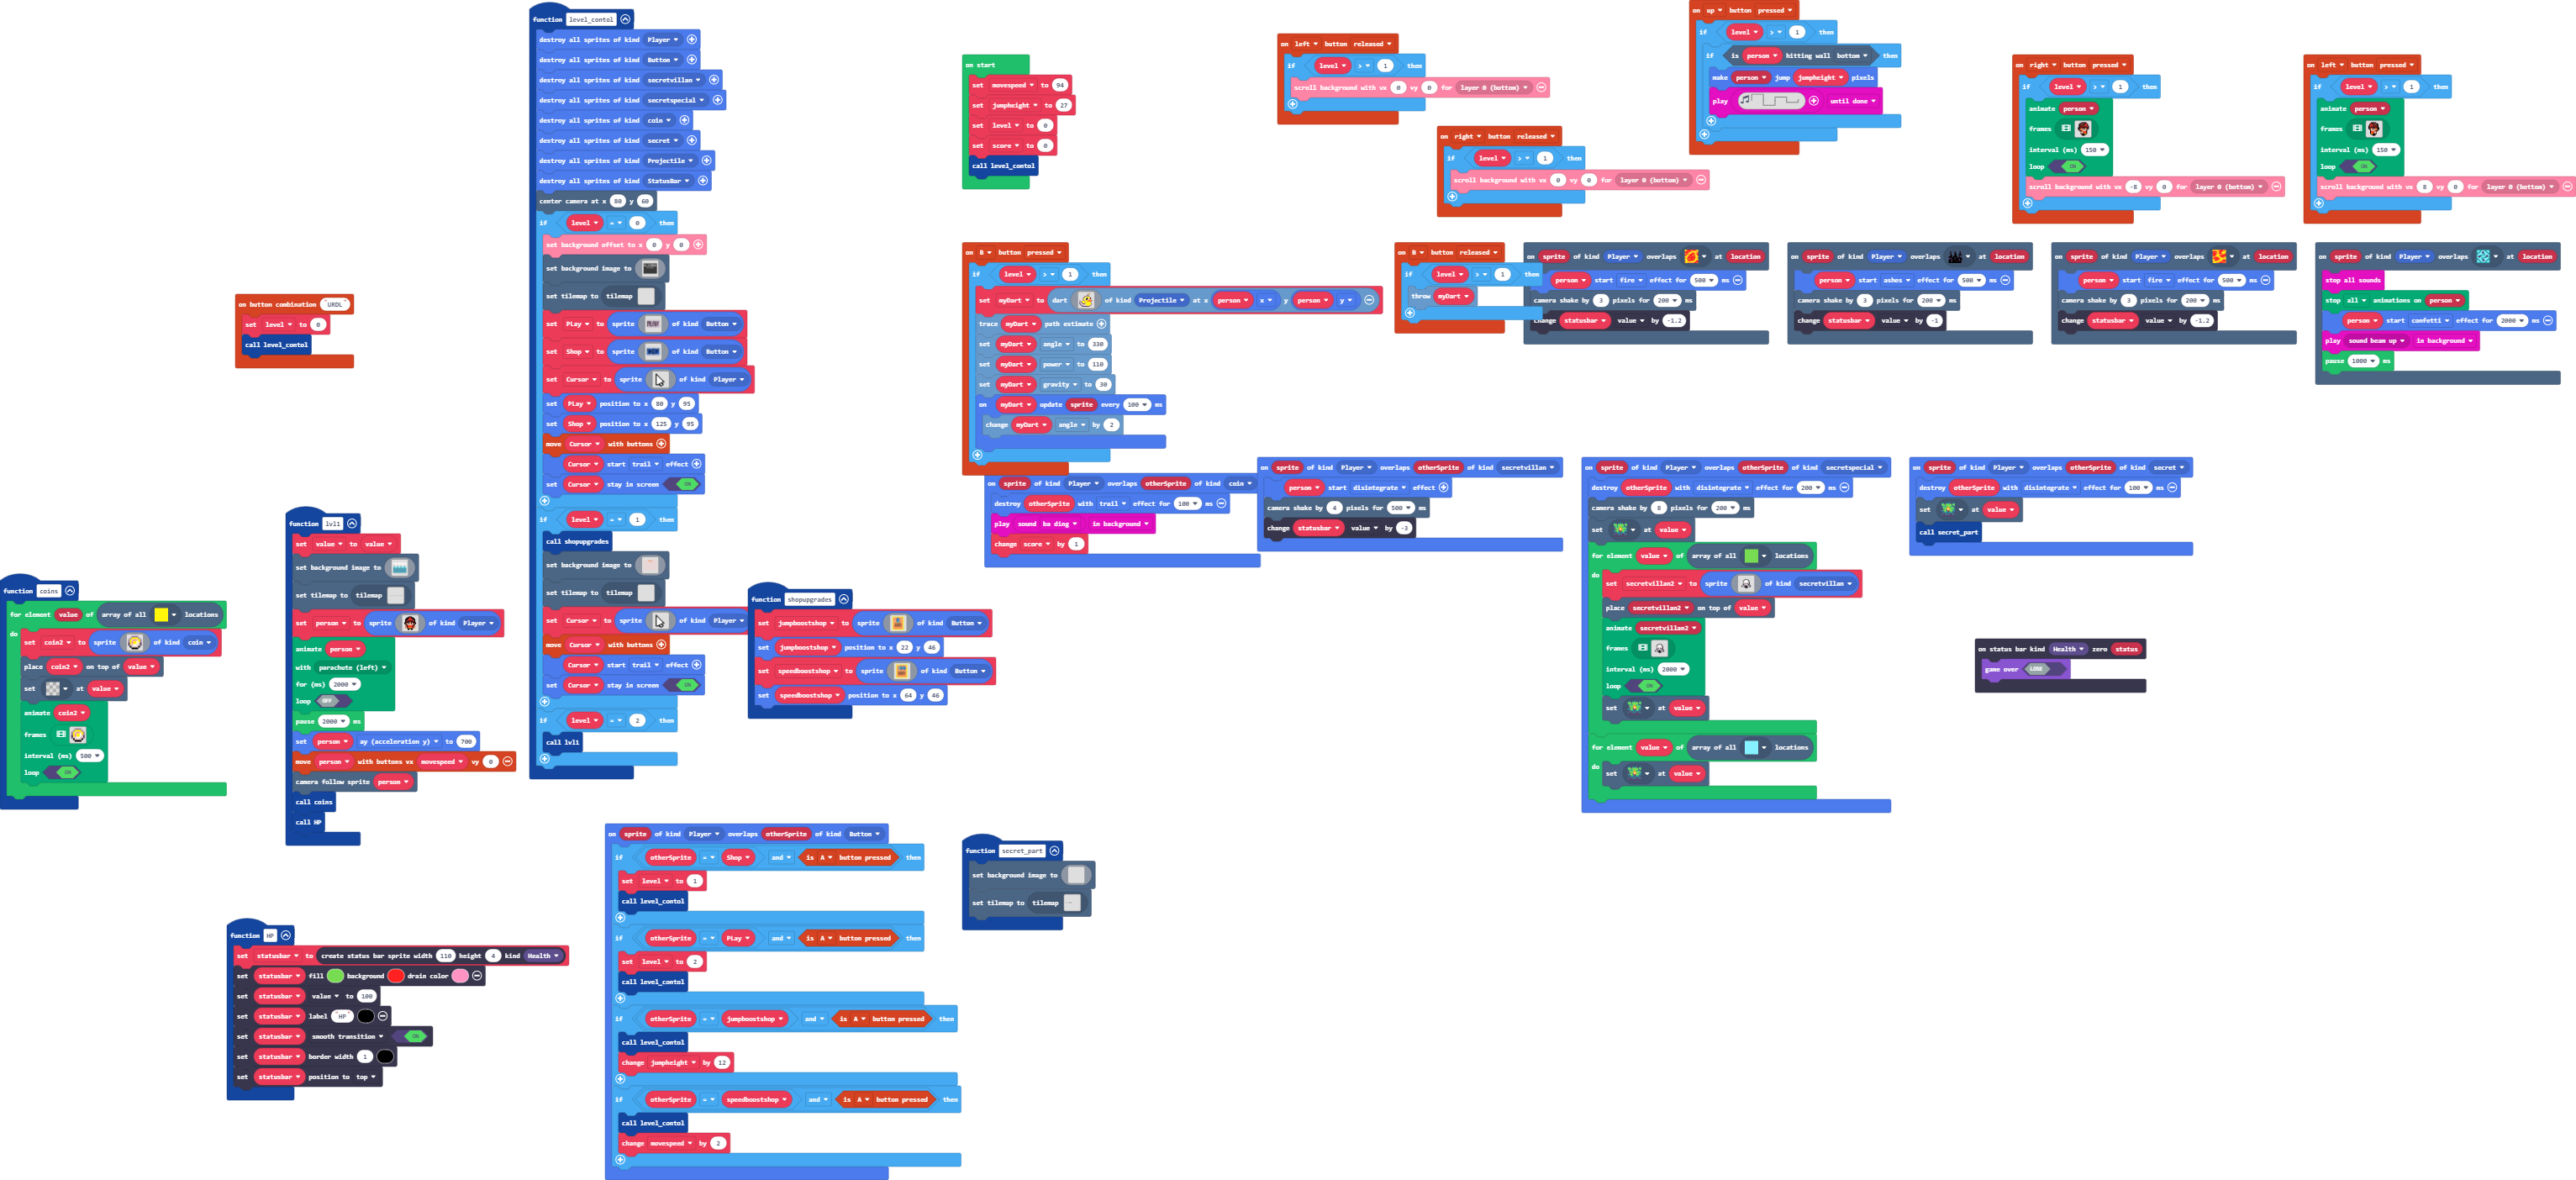 function level_contol
destroy all sprites of kind Player
destroy all sprites of kind Button
destroy all sprites of kind secretvillan
destroy all sprites of kind secretspecial
destroy all sprites of kind coin
destroy all sprites of kind secret
destroy all sprites of kind Projectile
destroy all sprites of kind StatusBar
center camera at x 80 y 60
if level = 0 then
set background offset to x 0 y 0
set background image to
set tilemap to tilemap
set PLay to sprite of kind Button
set Shop to sprite of kind Button
set Cursor to sprite of kind Player
set PLay position to x 80 y 95
set Shop position to x 125 y 95
move Cursor with buttons
Cursor start trail effect
set Cursor stay in screen ON
if level = 1 then
call shopupgrades
set background image to
set tilemap to tilemap
set Cursor to sprite of kind Player
move Cursor with buttons
Cursor start trail effect
set Cursor stay in screen ON
if level = 2 then
call lvl1
on button combination "URDL"
set level to 0
call level_contol
function lvl1
set value to value
set background image to
set tilemap to tilemap
set person to sprite of kind Player
animate person
with parachute (left)
for (ms) 2000
loop OFF
pause 2000 ms
set person ay (acceleration y) to 700
move person with buttons vx movespeed vy 0
camera follow sprite person
call coins
call HP
function coins
for element value of array of all locations
do
set coin2 to sprite of kind coin
place coin2 on top of value
set at value
animate coin2
frames
interval (ms) 500
loop ON
function HP
set statusbar to create status bar sprite width 110 height 4 kind Health
set statusbar fill background drain color
set statusbar value to 100
set statusbar label "HP"
set statusbar smooth transition ON
set statusbar border width 1
set statusbar position to top
on start
set movespeed to 94
set jumpheight to 27
set level to 0
set score to 0
call level_contol
on B button pressed
if level > 1 then
set myDart to dart of kind Projectile at x person x y person y
trace myDart path estimate
set myDart angle to 330
set myDart power to 110
set myDart gravity to 30
on myDart update sprite every 100 ms
change myDart angle by 2
on sprite of kind Player overlaps otherSprite of kind coin
destroy otherSprite with trail effect for 100 ms
play sound ba ding in background
change score by 1
function shopupgrades
set jumpboostshop to sprite of kind Button
set jumpboostshop position to x 22 y 46
set speedboostshop to sprite of kind Button
set speedboostshop position to x 64 y 46
on sprite of kind Player overlaps otherSprite of kind Button
if otherSprite = Shop and is A button pressed then
set level to 1
call level_contol
if otherSprite = PLay and is A button pressed then
set level to 2
call level_contol
if otherSprite = jumpboostshop and is A button pressed then
call level_contol
change jumpheight by 12
if otherSprite = speedboostshop and is A button pressed then
call level_contol
change movespeed by 2
function secret_part
set background image to
set tilemap to tilemap
on left button released
if level > 1 then
scroll background with vx 0 vy 0 for layer 0 (bottom)
on right button released
if level > 1 then
scroll background with vx 0 vy 0 for layer 0 (bottom)
on up button pressed
if level > 1 then
if is person hitting wall bottom then
make person jump jumpheight pixels
play until done
on right button pressed
if level > 1 then
animate person
frames
interval (ms) 150
loop ON
scroll background with vx -8 vy 0 for layer 0 (bottom)
on left button pressed
if level > 1 then
animate person
frames
interval (ms) 150
loop ON
scroll background with vx 8 vy 0 for layer 0 (bottom)
on B button released
if level > 1 then
throw myDart
on sprite of kind Player overlaps at location
person start fire effect for 500 ms
camera shake by 3 pixels for 200 ms
change statusbar value by -1.2
on sprite of kind Player overlaps at location
person start ashes effect for 500 ms
camera shake by 3 pixels for 200 ms
change statusbar value by -1
on sprite of kind Player overlaps at location
person start fire effect for 500 ms
camera shake by 3 pixels for 200 ms
change statusbar value by -1.2
on sprite of kind Player overlaps at location
stop all sounds
stop all animations on person
person start confetti effect for 2000 ms
play sound beam up in background
pause 1000 ms
on sprite of kind Player overlaps otherSprite of kind secretvillan
person start disintegrate effect
camera shake by 4 pixels for 500 ms
change statusbar value by -3
on sprite of kind Player overlaps otherSprite of kind secretspecial
destroy otherSprite with disintegrate effect for 200 ms
camera shake by 8 pixels for 200 ms
set at value
for element value of array of all locations
do
set secretvillan2 to sprite of kind secretvillan
place secretvillan2 on top of value
animate secretvillan2
frames
interval (ms) 2000
loop ON
set at value
for element value of array of all locations
do
set at value
on sprite of kind Player overlaps otherSprite of kind secret
destroy otherSprite with disintegrate effect for 100 ms
set at value
call secret_part
on status bar kind Health zero status
game over LOSE